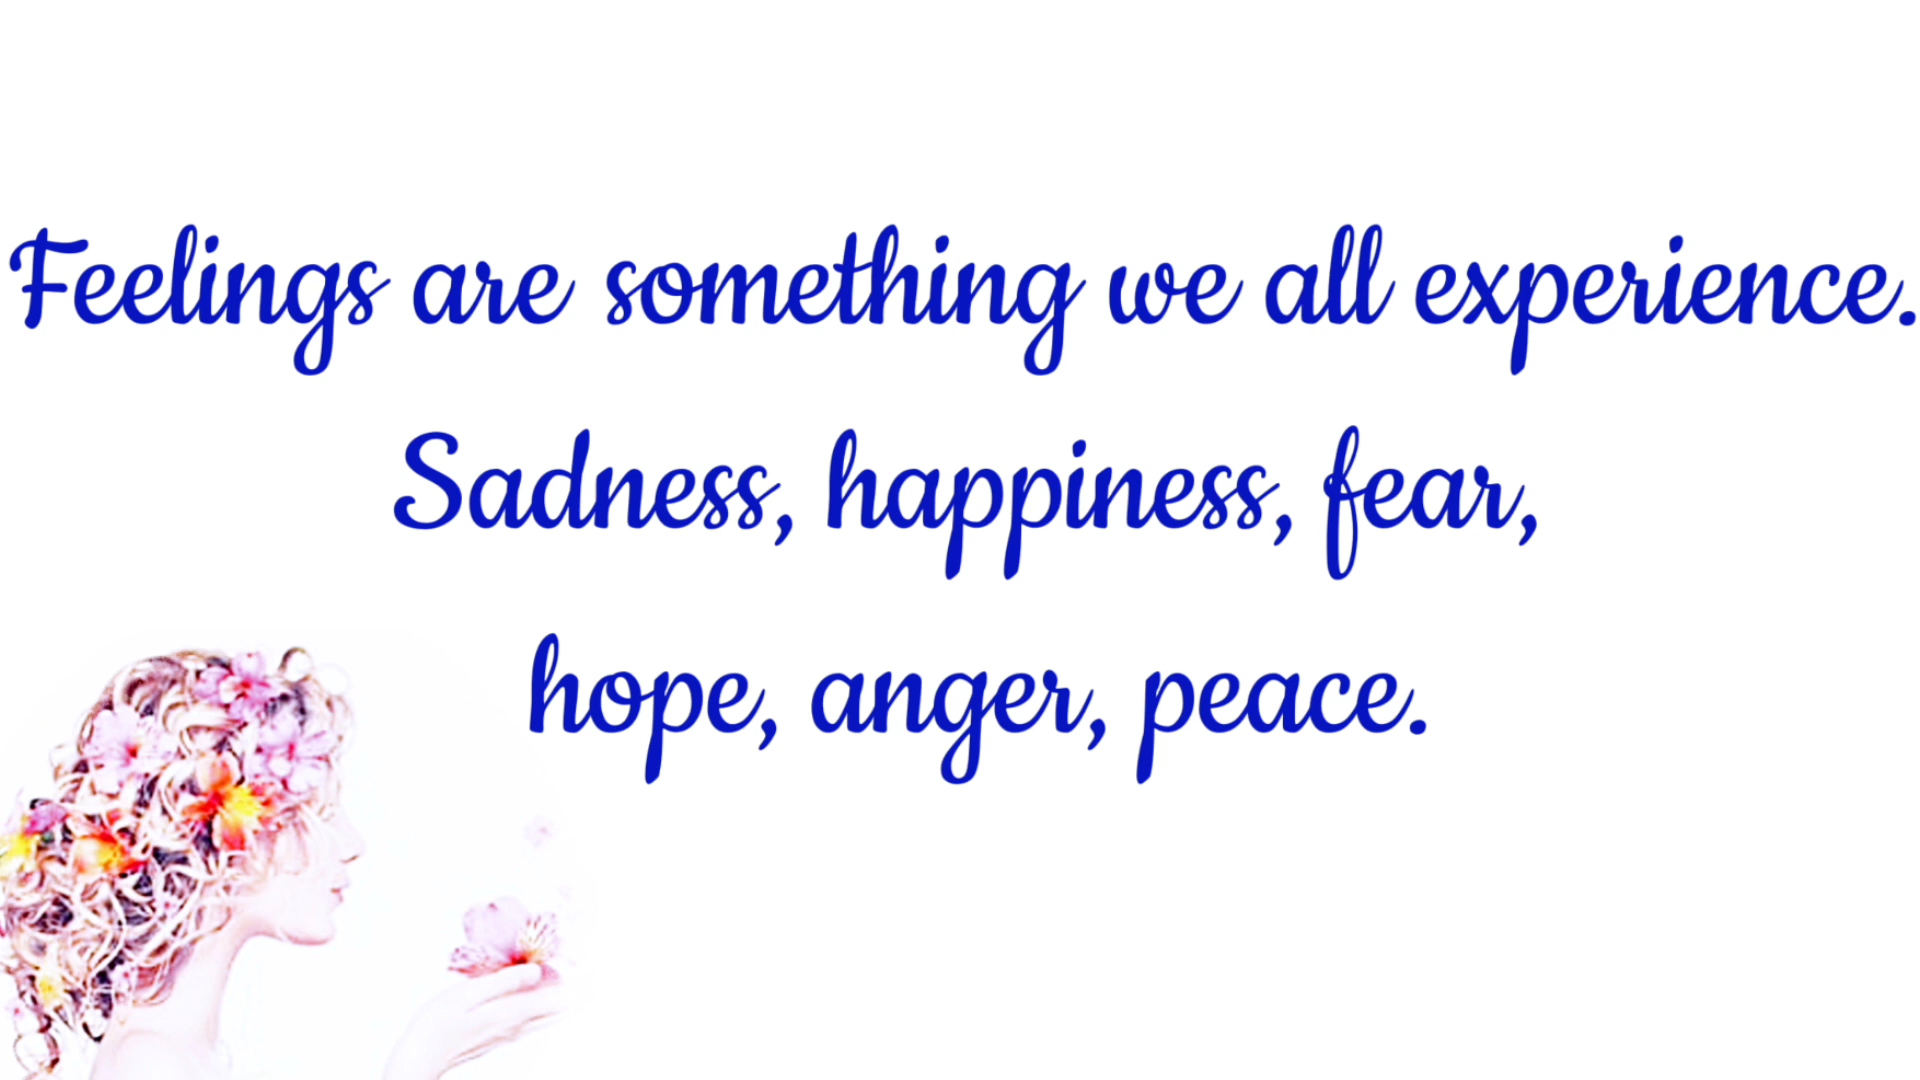 Feelings are something we all experience.
Sadness, happiness, fear,
hope, anger, peace.